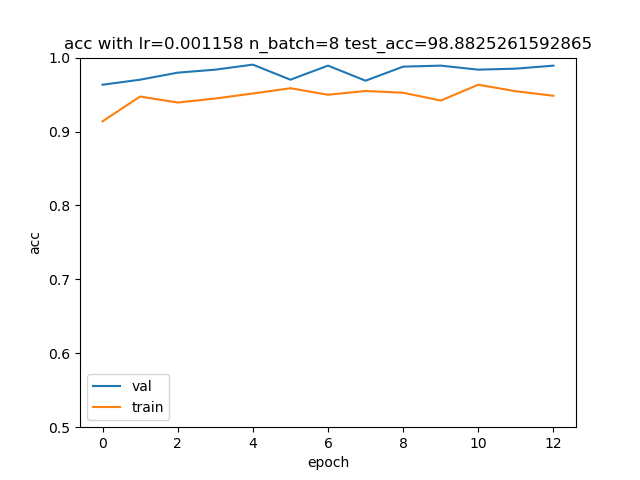 acc with lr=0.001158 n_batch=8 test_acc=98.8825261592865
1.0
0.9
0.8
0.7
0.6
0.5
acc
val
train
0 2 4 6 8 10 12
epoch